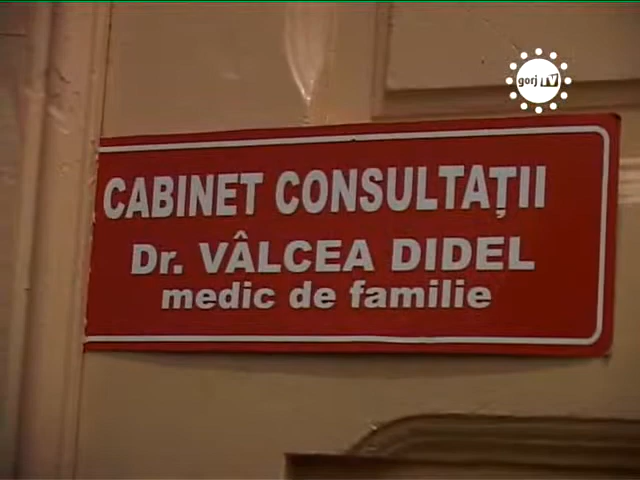 gorj TV
CABINET CONSULTAȚII
Dr. VÂLCEA DIDEL
medic de familie